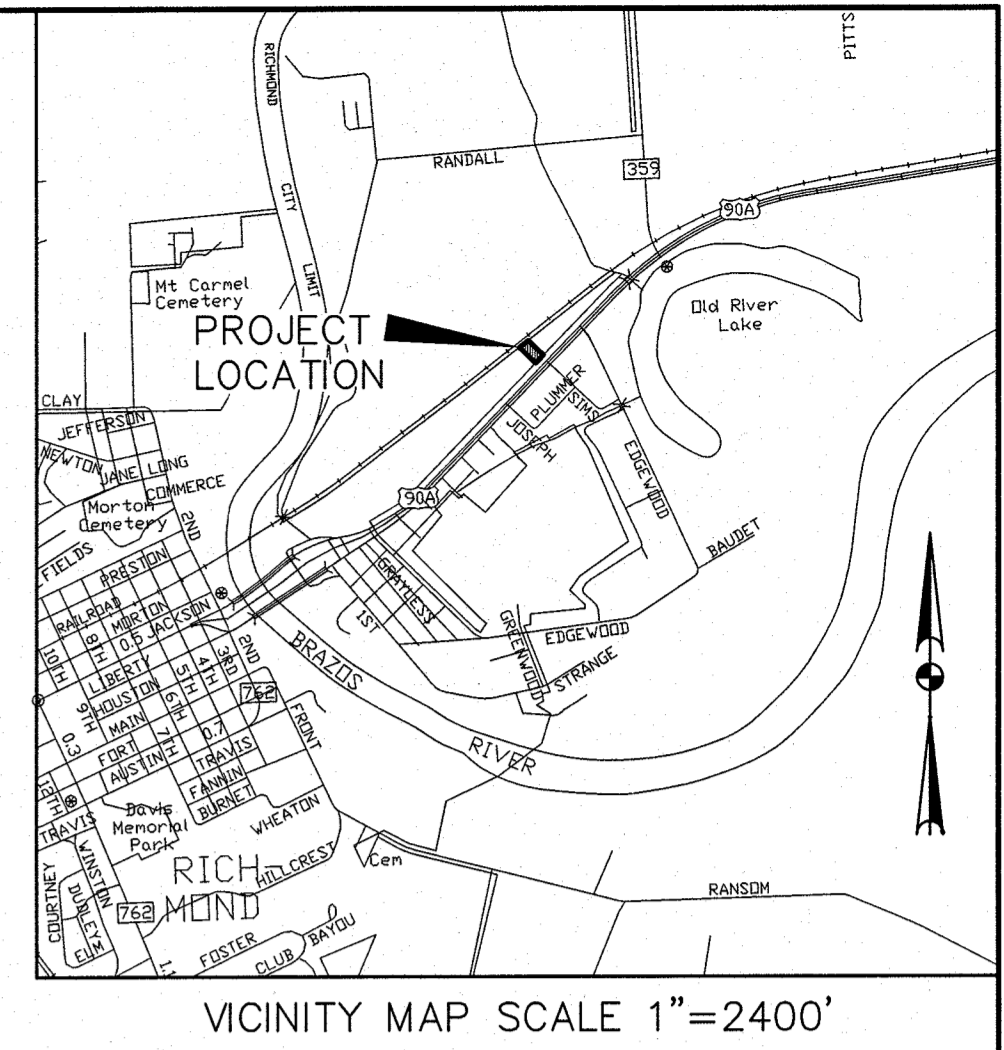 PITTS
RICHMOND
CITY
LIMIT
RANDALL
359
90A
Mt Carmel
Cemetery
Old River
Lake
PROJECT
LOCATION
PLUMMER
SIMS
JOSEPH
CLAY
JEFFERSON
NEWTON
JANE LONG
COMMERCE
Morton
Cemetery
2ND
90A
EDGEWOOD
BAUDET
FIELDS
PRESTON
RAILROAD
MORTON
0.5 JACKSON
GRAYLESS
1ST
GREENWOOD
EDGEWOOD
STRANGE
10TH
8TH
LIBERTY
9TH
HOUSTON
MAIN
FORT
AUSTIN
5TH
4TH
3RD
2ND
6TH
7TH
0.7
0.3
762
TRAVIS
FANNIN
BURNET
FRONT
BRAZOS
RIVER
12TH
TRAVIS
Davis
Memorial
Park
WHEATON
HILLCREST
Cem
RICH
MOND
RANSOM
COURTNEY
WINSTON
DUDLEY
ELM
762
1.1
FOSTER
CLUB
BAYOU
VICINITY MAP SCALE 1"=2400'